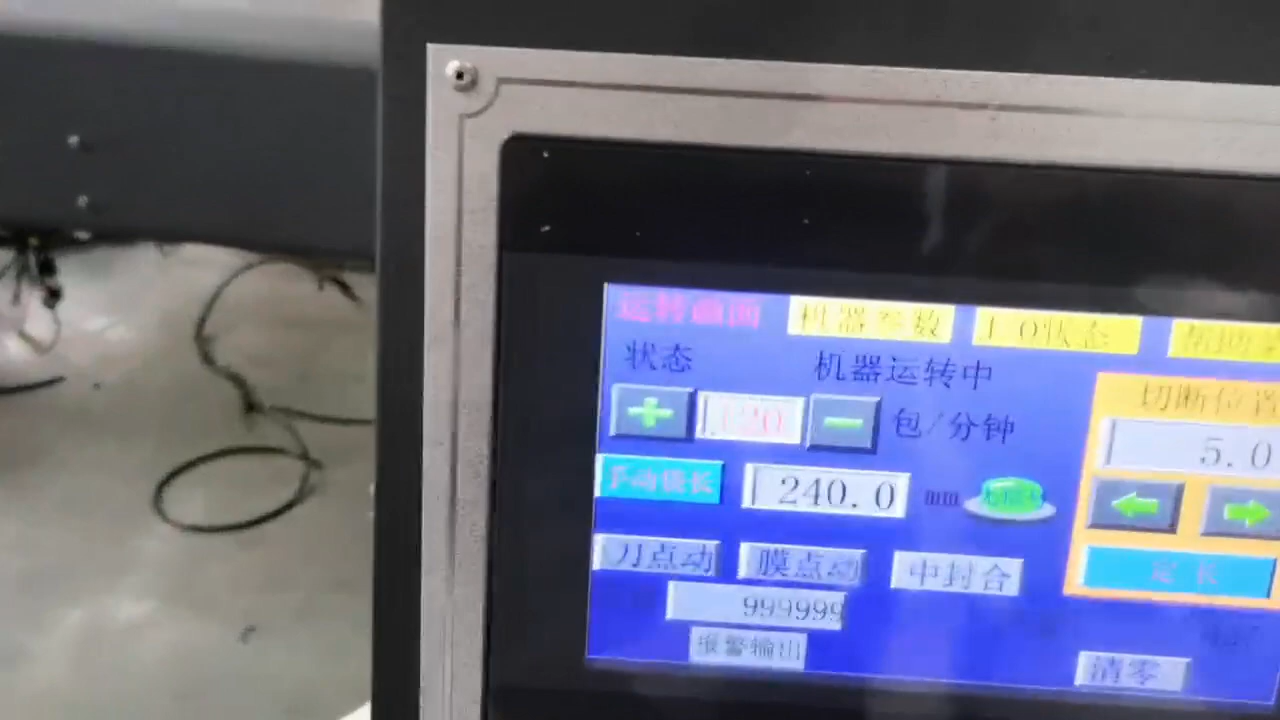 运转画面 机器参数 I O状态
状态 机器运转中 切断位置
120 包/分钟 5.0
手动袋长 240.0 mm
刀点动 膜点动 中封合 定长
999999
报警输出 清零